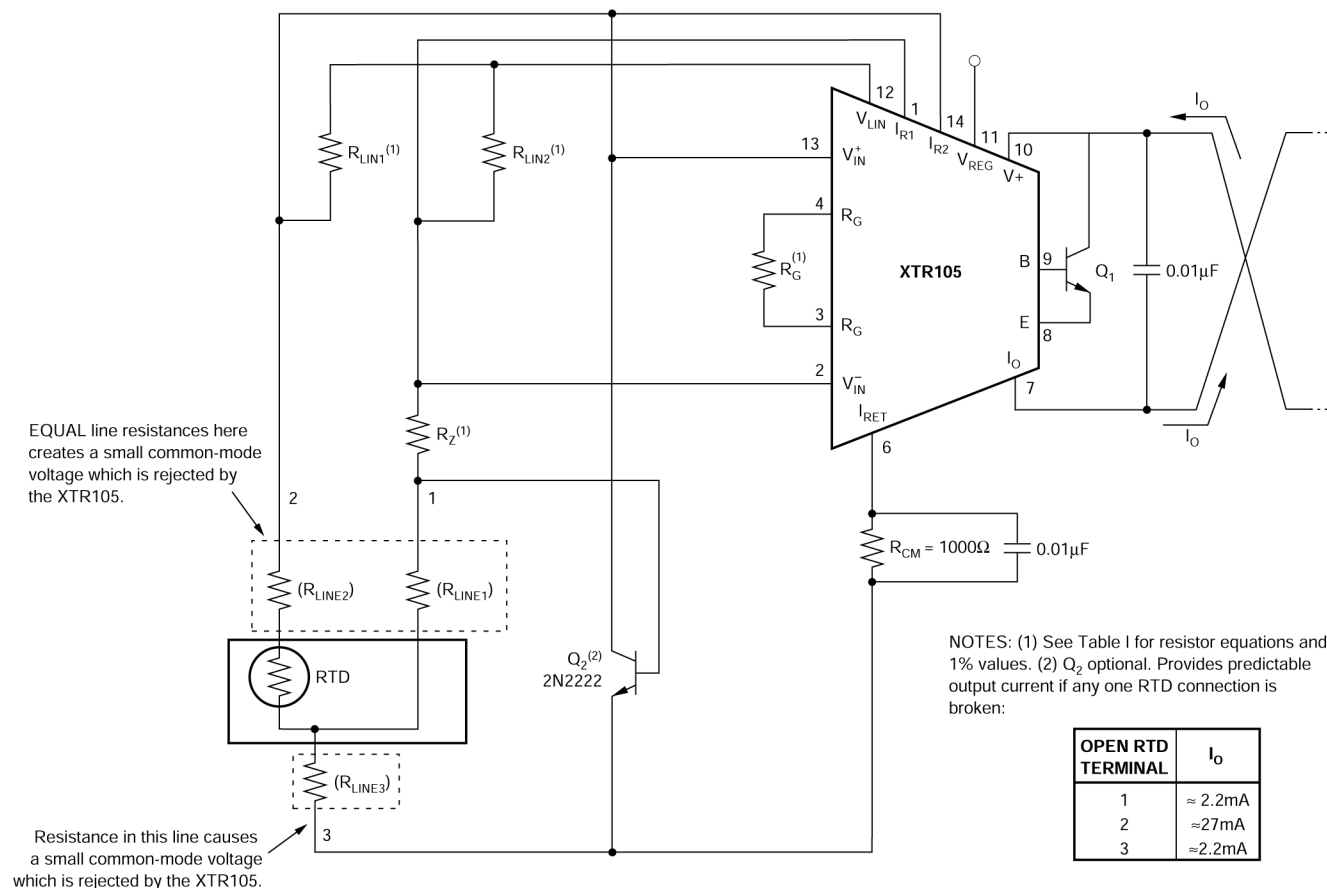 I_O
12
1
14
11
10
V_LIN
I_R1
I_R2
V_REG
V+
R_LIN1^(1)
R_LIN2^(1)
13
V_IN^+
4
R_G
R_G^(1)
XTR105
B
9
Q_1
0.01μF
3
R_G
E
8
I_O
7
2
V_IN^−
I_RET
6
I_O
R_Z^(1)
EQUAL line resistances here
creates a small common-mode
voltage which is rejected by
the XTR105.
2
1
R_CM = 1000Ω
0.01μF
(R_LINE2)
(R_LINE1)
RTD
Q_2^(2)
2N2222
(R_LINE3)
3
Resistance in this line causes
a small common-mode voltage
which is rejected by the XTR105.
NOTES: (1) See Table I for resistor equations and
1% values. (2) Q_2 optional. Provides predictable
output current if any one RTD connection is
broken:
OPEN RTD
TERMINAL
I_O
1 ≈ 2.2mA
2 ≈27mA
3 ≈2.2mA